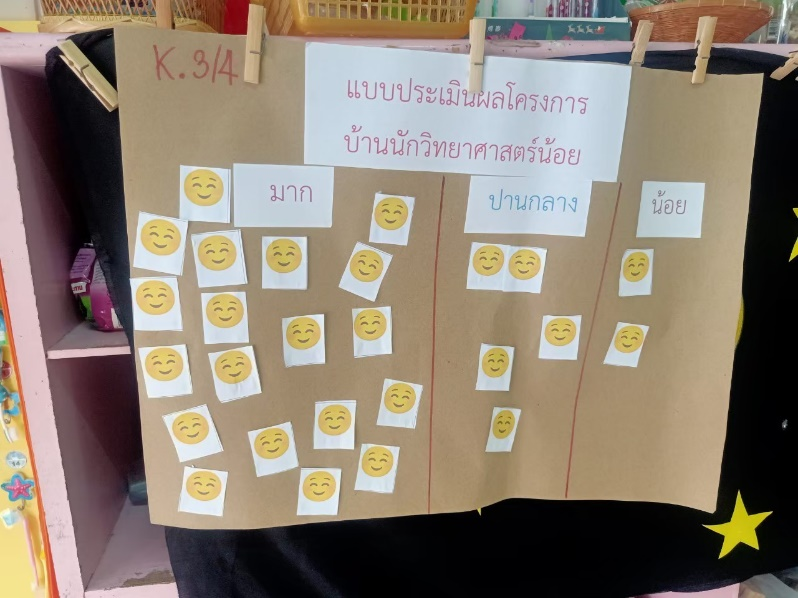 K. 3/4
แบบประเมินผลโครงการ
บ้านนักวิทยาศาสตร์น้อย
มาก
ปานกลาง
น้อย